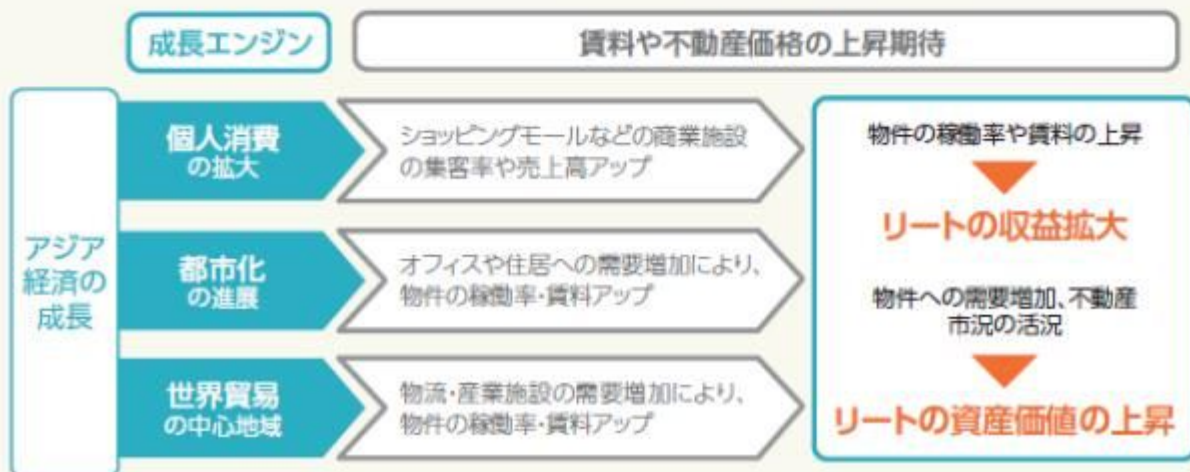 成長エンジン
賃料や不動産価格の上昇期待
アジア
経済の
成長
個人消費
の拡大
ショッピングモールなどの商業施設
の集客率や売上高アップ
都市化
の進展
オフィスや住居への需要増加により、
物件の稼働率・賃料アップ
世界貿易
の中心地域
物流・産業施設の需要増加により、
物件の稼働率・賃料アップ
物件の稼働率や賃料の上昇
リートの収益拡大
物件への需要増加、不動産
市況の活況
リートの資産価値の上昇